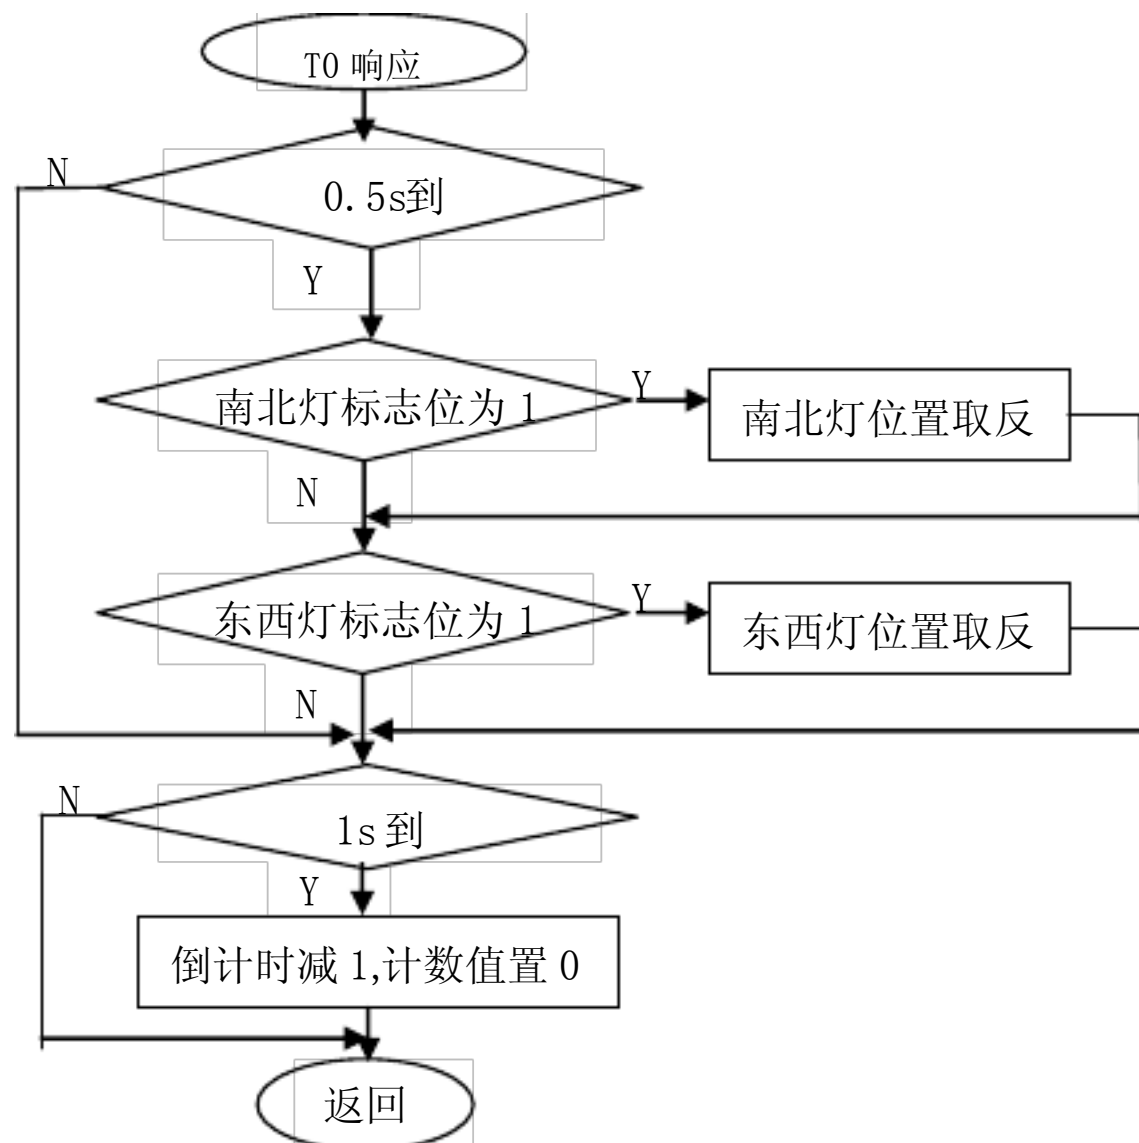 T0 响应
N
0.5s到
Y
南北灯标志位为 1
Y
南北灯位置取反
N
东西灯标志位为 1
Y
东西灯位置取反
N
N
1s 到
Y
倒计时减 1,计数值置 0
返回